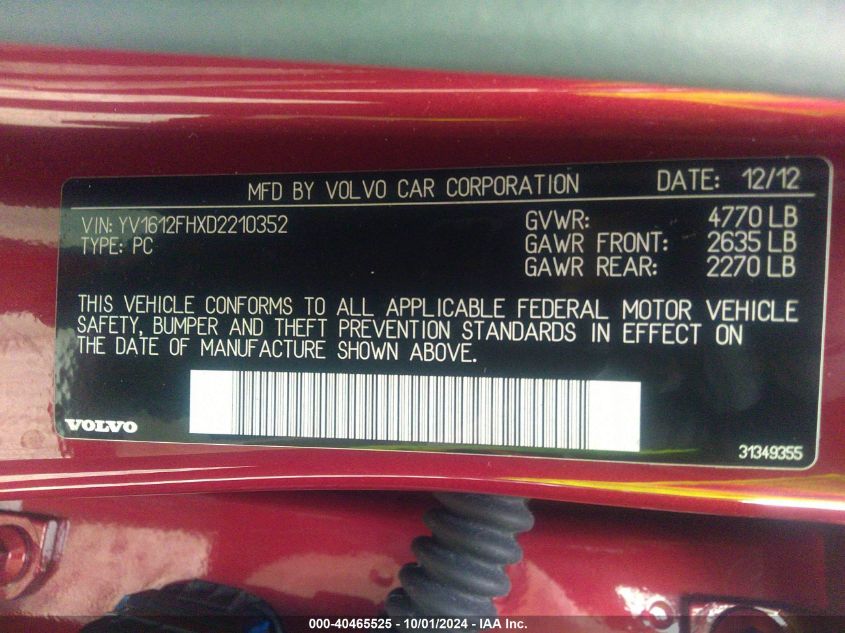 MFD BY VOLVO CAR CORPORATION DATE: 12/12
VIN: YV1612FHXD2210352 GVWR: 4770 LB
TYPE: PC GAWR FRONT: 2635 LB
GAWR REAR: 2270 LB
THIS VEHICLE CONFORMS TO ALL APPLICABLE FEDERAL MOTOR VEHICLE
SAFETY, BUMPER AND THEFT PREVENTION STANDARDS IN EFFECT ON
THE DATE OF MANUFACTURE SHOWN ABOVE.
VOLVO
31349355
000-40465525 - 10/01/2024 - IAA Inc.